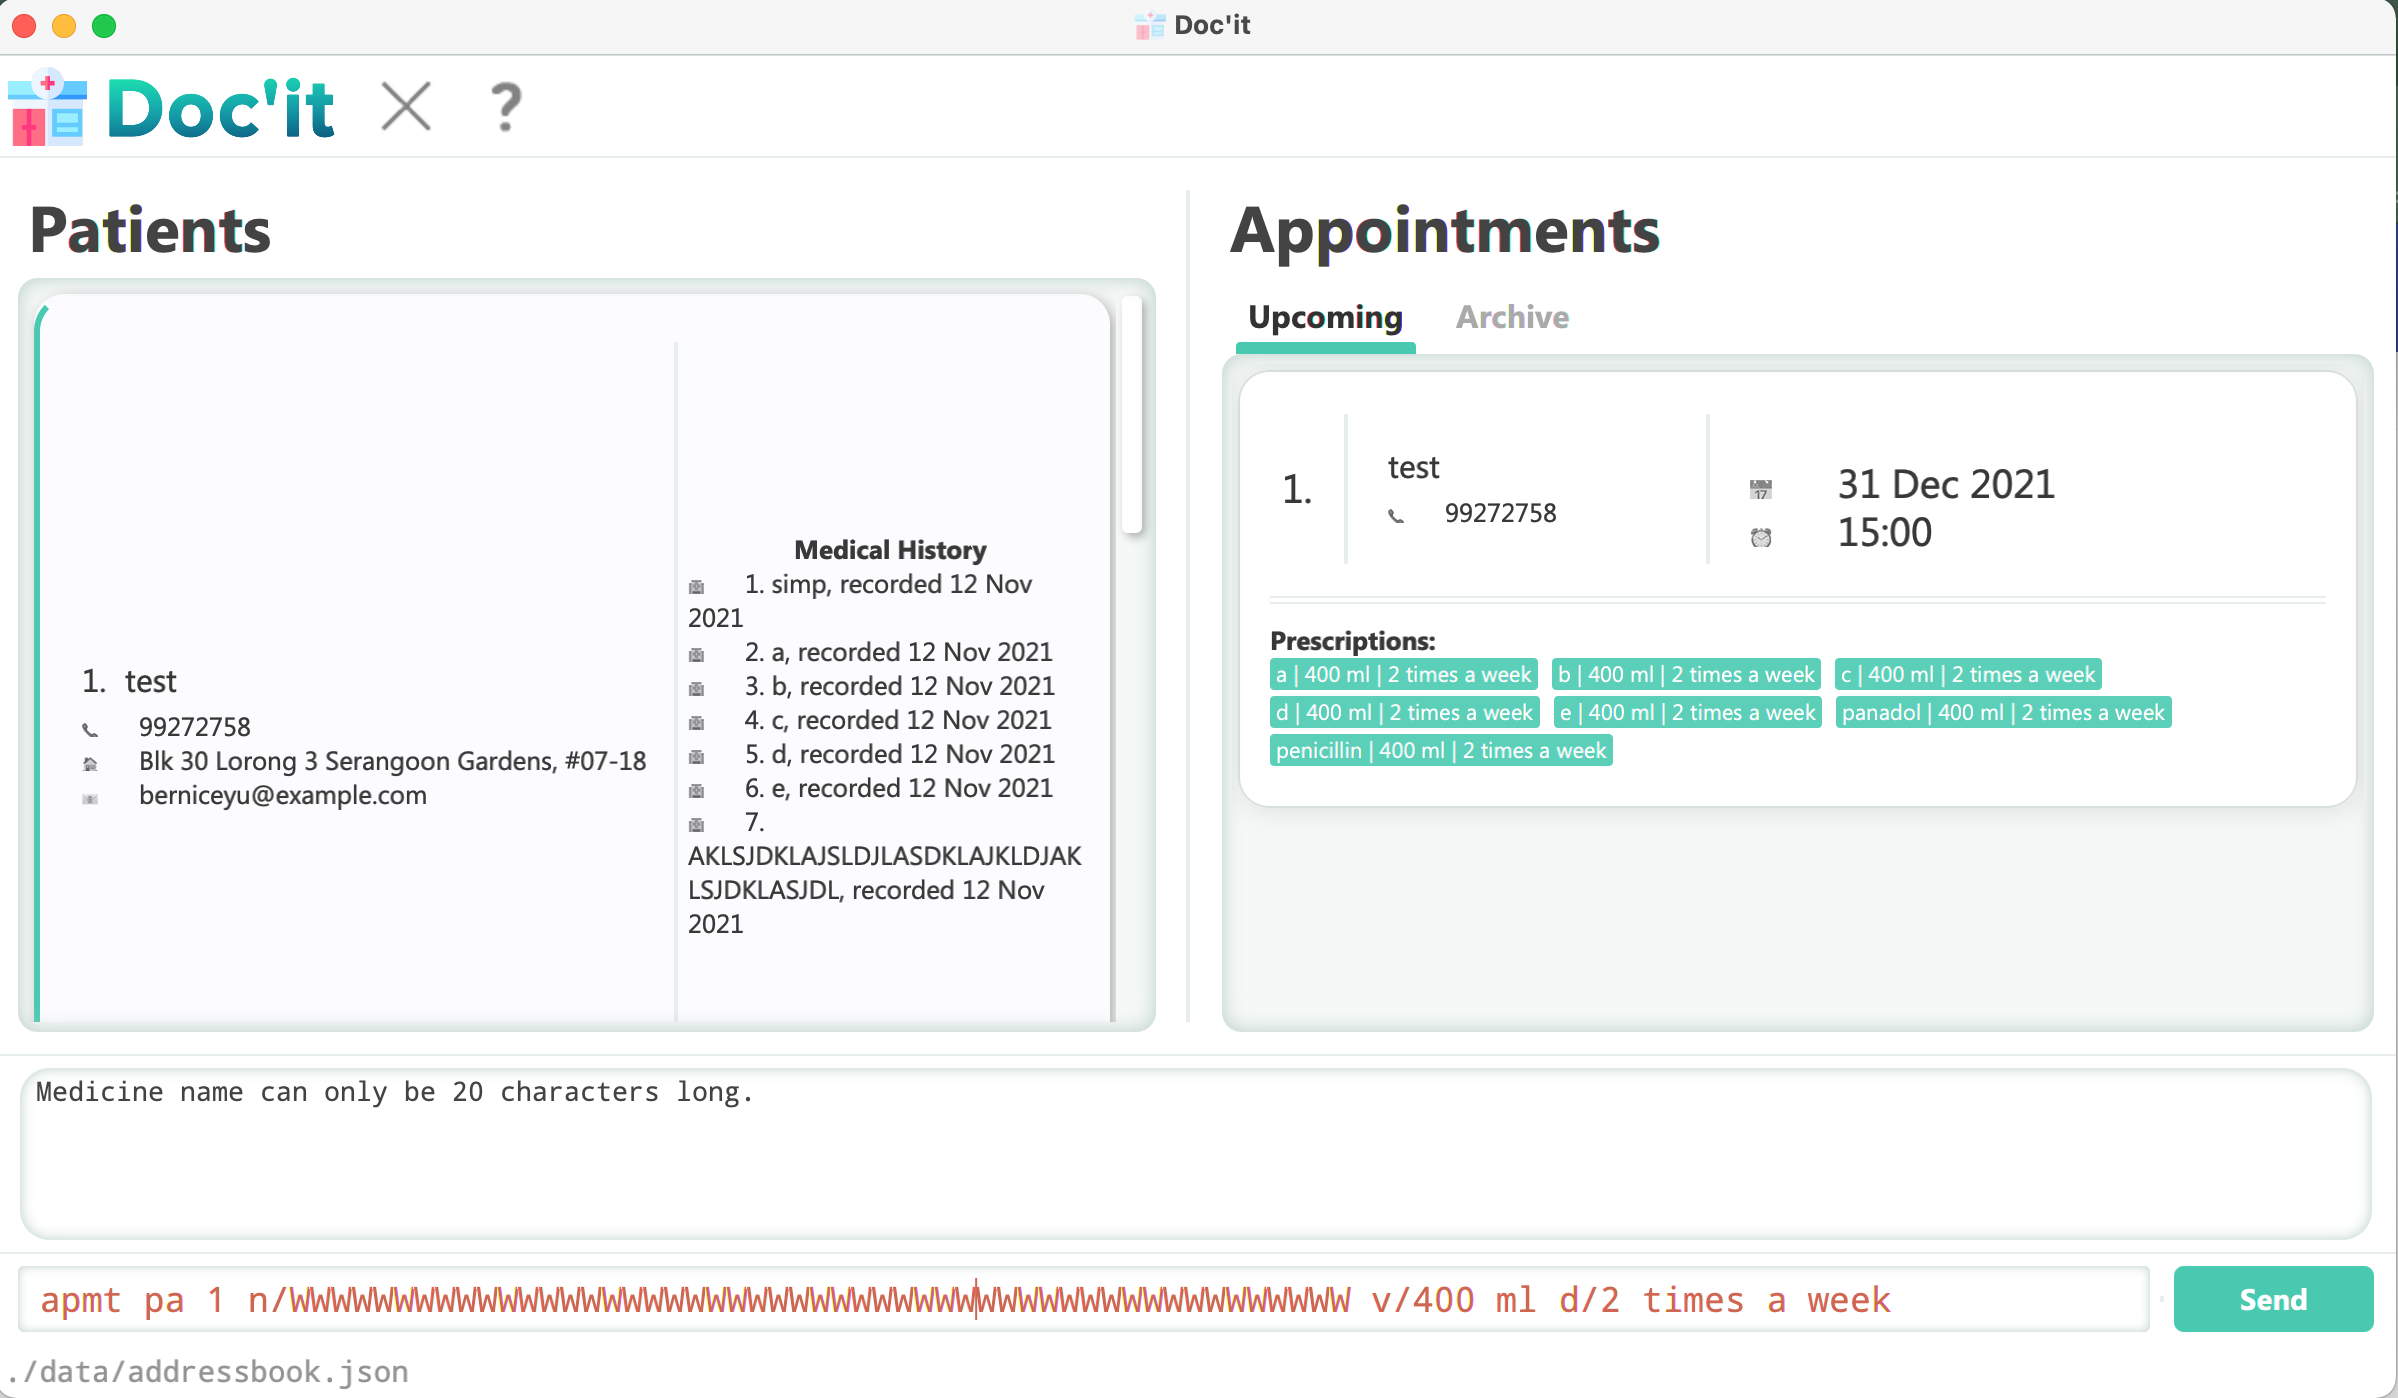 Doc'it
Doc'it
Patients
1. test
99272758
Blk 30 Lorong 3 Serangoon Gardens, #07-18
berniceyu@example.com
Medical History
1. simp, recorded 12 Nov
2021
2. a, recorded 12 Nov 2021
3. b, recorded 12 Nov 2021
4. c, recorded 12 Nov 2021
5. d, recorded 12 Nov 2021
6. e, recorded 12 Nov 2021
7.
AKLSJDKLAJSLDJLASDKLAJKLDJAK
LSJDKLASJDL, recorded 12 Nov
2021
Appointments
Upcoming Archive
1.
test
99272758
31 Dec 2021
15:00
Prescriptions:
a | 400 ml | 2 times a week b | 400 ml | 2 times a week c | 400 ml | 2 times a week
d | 400 ml | 2 times a week e | 400 ml | 2 times a week panadol | 400 ml | 2 times a week
penicillin | 400 ml | 2 times a week
Medicine name can only be 20 characters long.
apmt pa 1 n/WWWWWWWWWWWWWWWWWWWWWWWWWWWWWWWWWWWWWWWWWWWWWWWWWWW v/400 ml d/2 times a week
Send
./data/addressbook.json